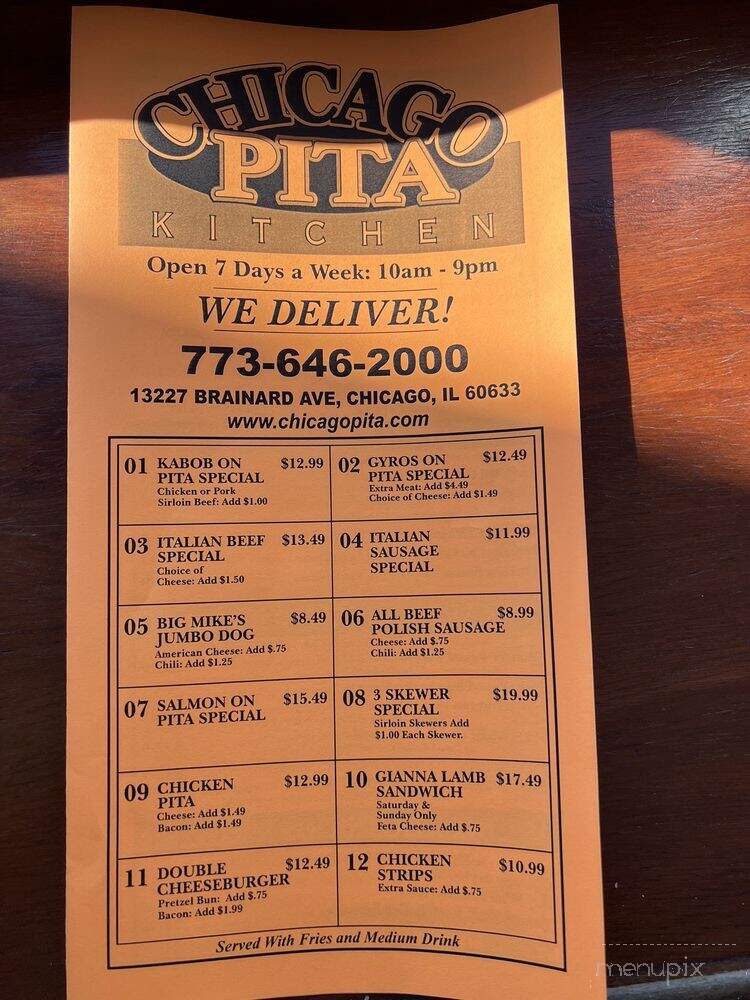 CHICAGO
PITA
KITCHEN
Open 7 Days a Week: 10am - 9pm
WE DELIVER!
773-646-2000
13227 BRAINARD AVE, CHICAGO, IL 60633
www.chicagopita.com
01 KABOB ON $12.99
PITA SPECIAL
Chicken or Pork
Sirloin Beef: Add $1.00
02 GYROS ON $12.49
PITA SPECIAL
Extra Meat: Add $4.49
Choice of Cheese: Add $1.49
03 ITALIAN BEEF $13.49
SPECIAL
Choice of
Cheese: Add $1.50
04 ITALIAN $11.99
SAUSAGE
SPECIAL
05 BIG MIKE'S $8.49
JUMBO DOG
American Cheese: Add $.75
Chili: Add $1.25
06 ALL BEEF $8.99
POLISH SAUSAGE
Cheese: Add $.75
Chili: Add $1.25
07 SALMON ON $15.49
PITA SPECIAL
08 3 SKEWER $19.99
SPECIAL
Sirloin Skewers Add
$1.00 Each Skewer.
09 CHICKEN $12.99
PITA
Cheese: Add $1.49
Bacon: Add $1.49
10 GIANNA LAMB $17.49
SANDWICH
Saturday &
Sunday Only
Feta Cheese: Add $.75
11 DOUBLE $12.49
CHEESEBURGER
Pretzel Bun: Add $.75
Bacon: Add $1.99
12 CHICKEN $10.99
STRIPS
Extra Sauce: Add $.75
Served With Fries and Medium Drink
menupix